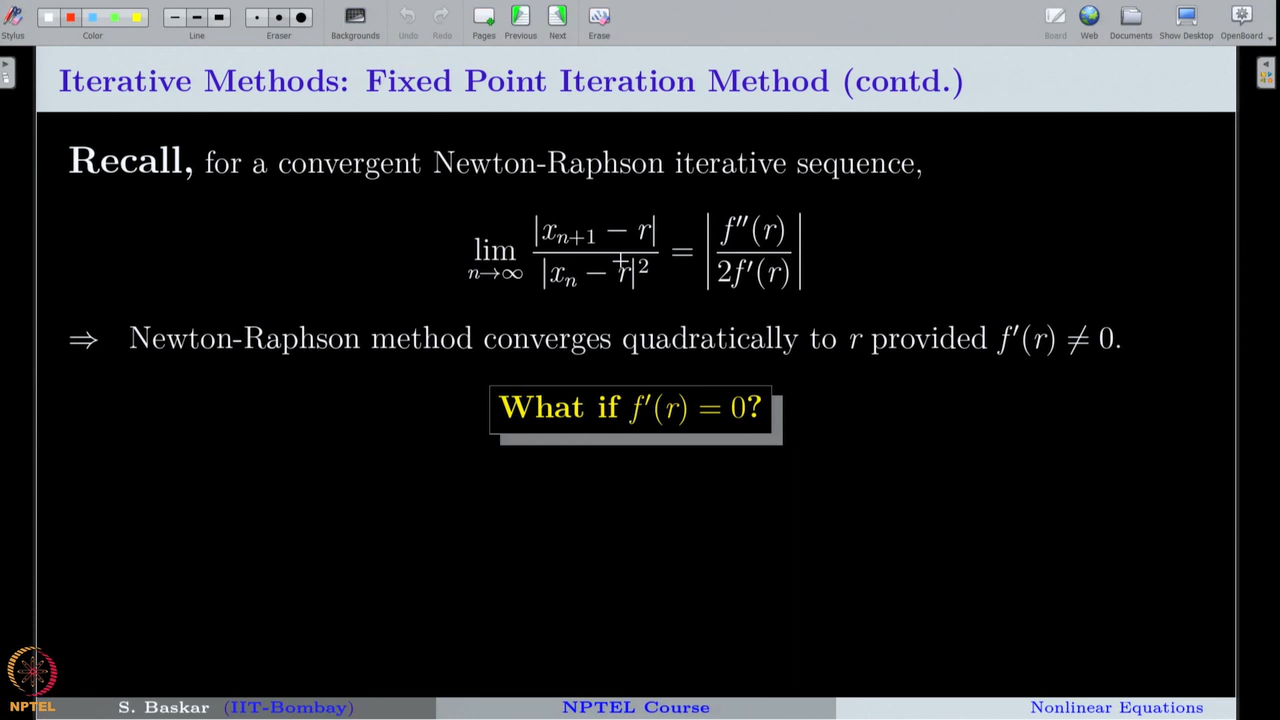 Stylus Color Line Eraser Backgrounds Undo Redo Pages Previous Next Erase Board Web Documents Show Desktop OpenBoard
Iterative Methods: Fixed Point Iteration Method (contd.)
Recall, for a convergent Newton-Raphson iterative sequence,
lim_{n→∞} |x_{n+1} − r| / |x_n − r|^2 = | f″(r) / 2f′(r) |
⇒ Newton-Raphson method converges quadratically to r provided f′(r) ≠ 0.
What if f′(r) = 0?
NPTEL
S. Baskar (IIT-Bombay) NPTEL Course Nonlinear Equations